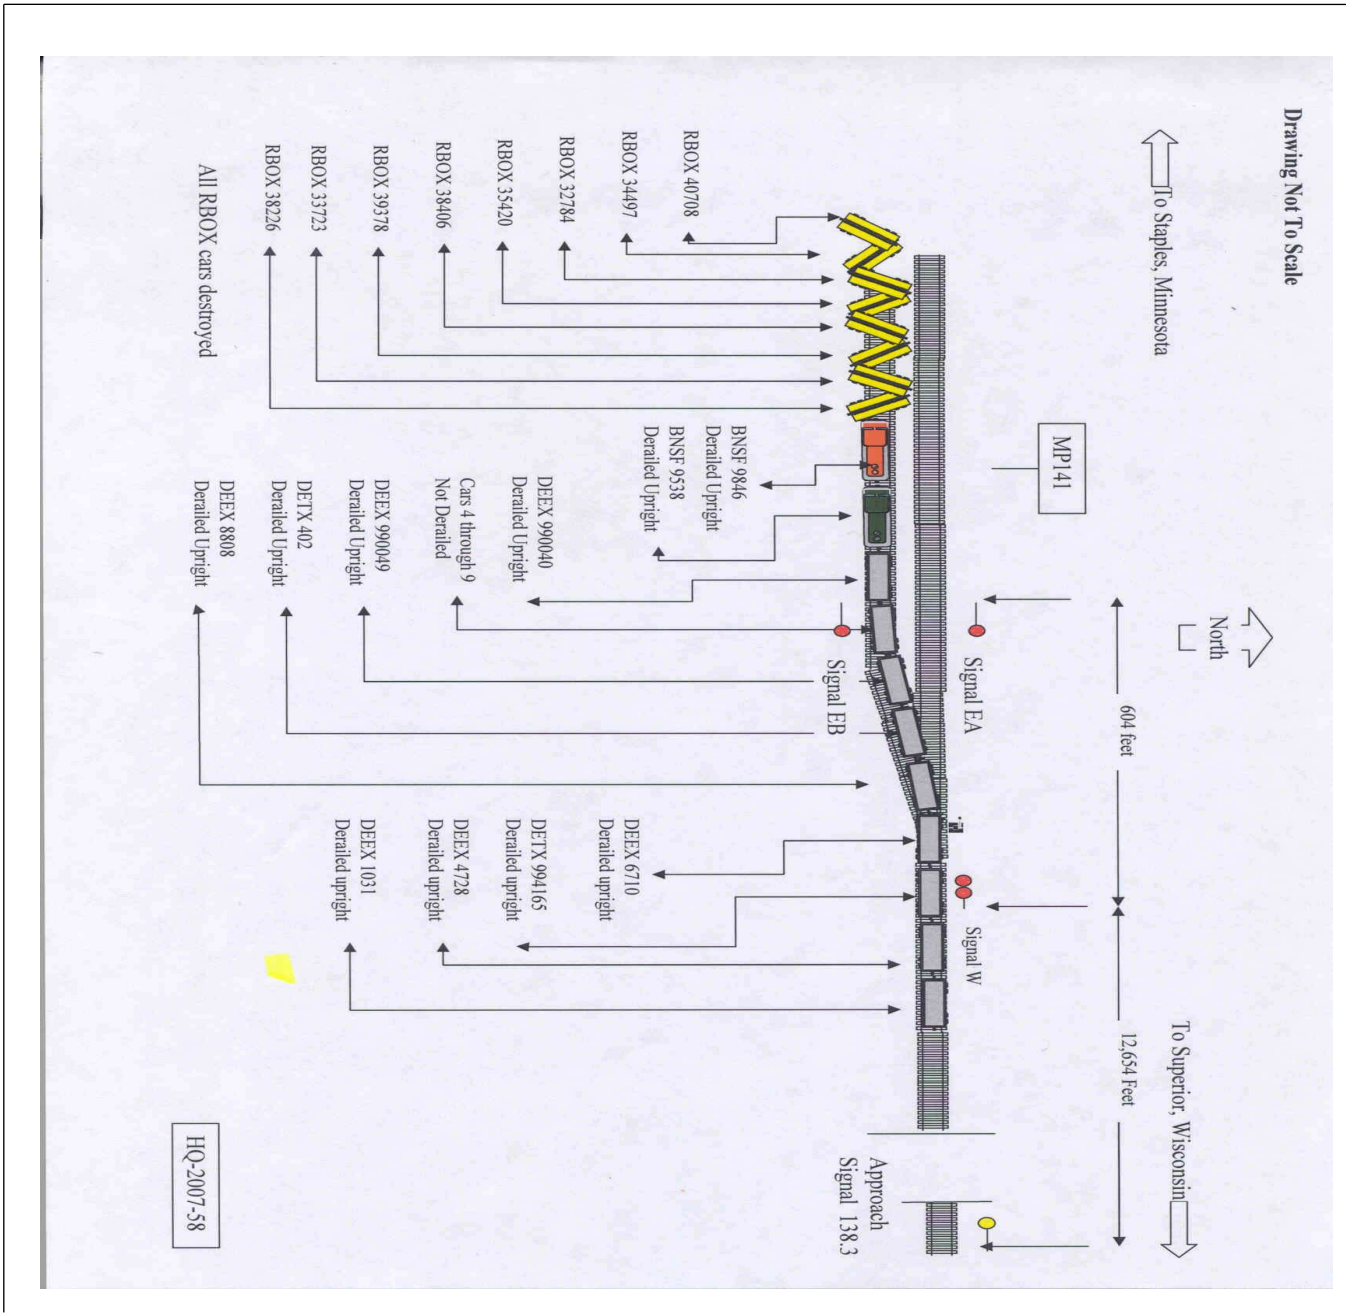 Drawing Not To Scale
To Staples, Minnesota
MP141
North
604 feet
12,654 Feet
To Superior, Wisconsin
Signal EA
Signal EB
Signal W
Approach
Signal 138.3
RBOX 40708
RBOX 34497
RBOX 32784
RBOX 35420
RBOX 38406
RBOX 39378
RBOX 33723
RBOX 38226
All RBOX cars destroyed
BNSF 9846
Derailed Upright
BNSF 9538
Derailed Upright
DEEX 990040
Derailed Upright
Cars 4 through 9
Not Derailed
DEEX 990049
Derailed Upright
DETX 402
Derailed Upright
DEEX 8808
Derailed Upright
DEEX 6710
Derailed upright
DETX 994165
Derailed upright
DEEX 4728
Derailed upright
DEEX 1031
Derailed upright
HQ-2007-58